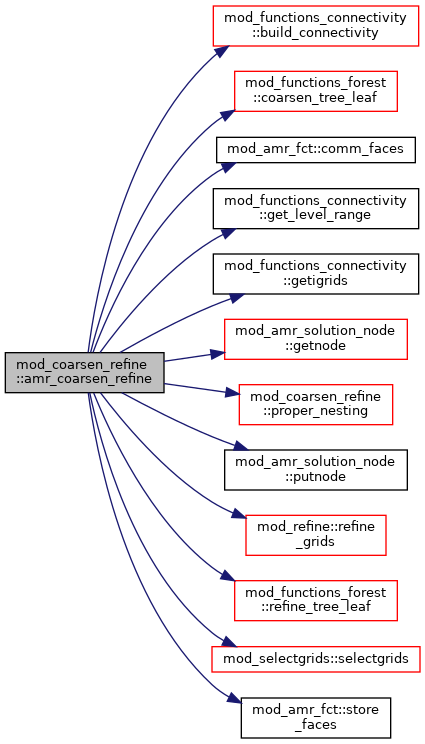 mod_functions_connectivity
::build_connectivity
mod_functions_forest
::coarsen_tree_leaf
mod_amr_fct::comm_faces
mod_functions_connectivity
::get_level_range
mod_functions_connectivity
::getigrids
mod_amr_solution_node
::getnode
mod_coarsen_refine
::amr_coarsen_refine
mod_coarsen_refine
::proper_nesting
mod_amr_solution_node
::putnode
mod_refine::refine
_grids
mod_functions_forest
::refine_tree_leaf
mod_selectgrids::selectgrids
mod_amr_fct::store
_faces